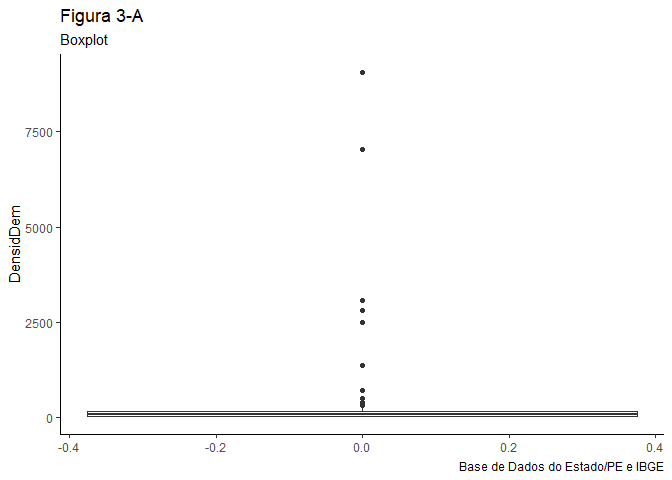 Figura 3-A
Boxplot
7500
5000
2500
0
DensidDem
-0.4 -0.2 0.0 0.2 0.4
Base de Dados do Estado/PE e IBGE